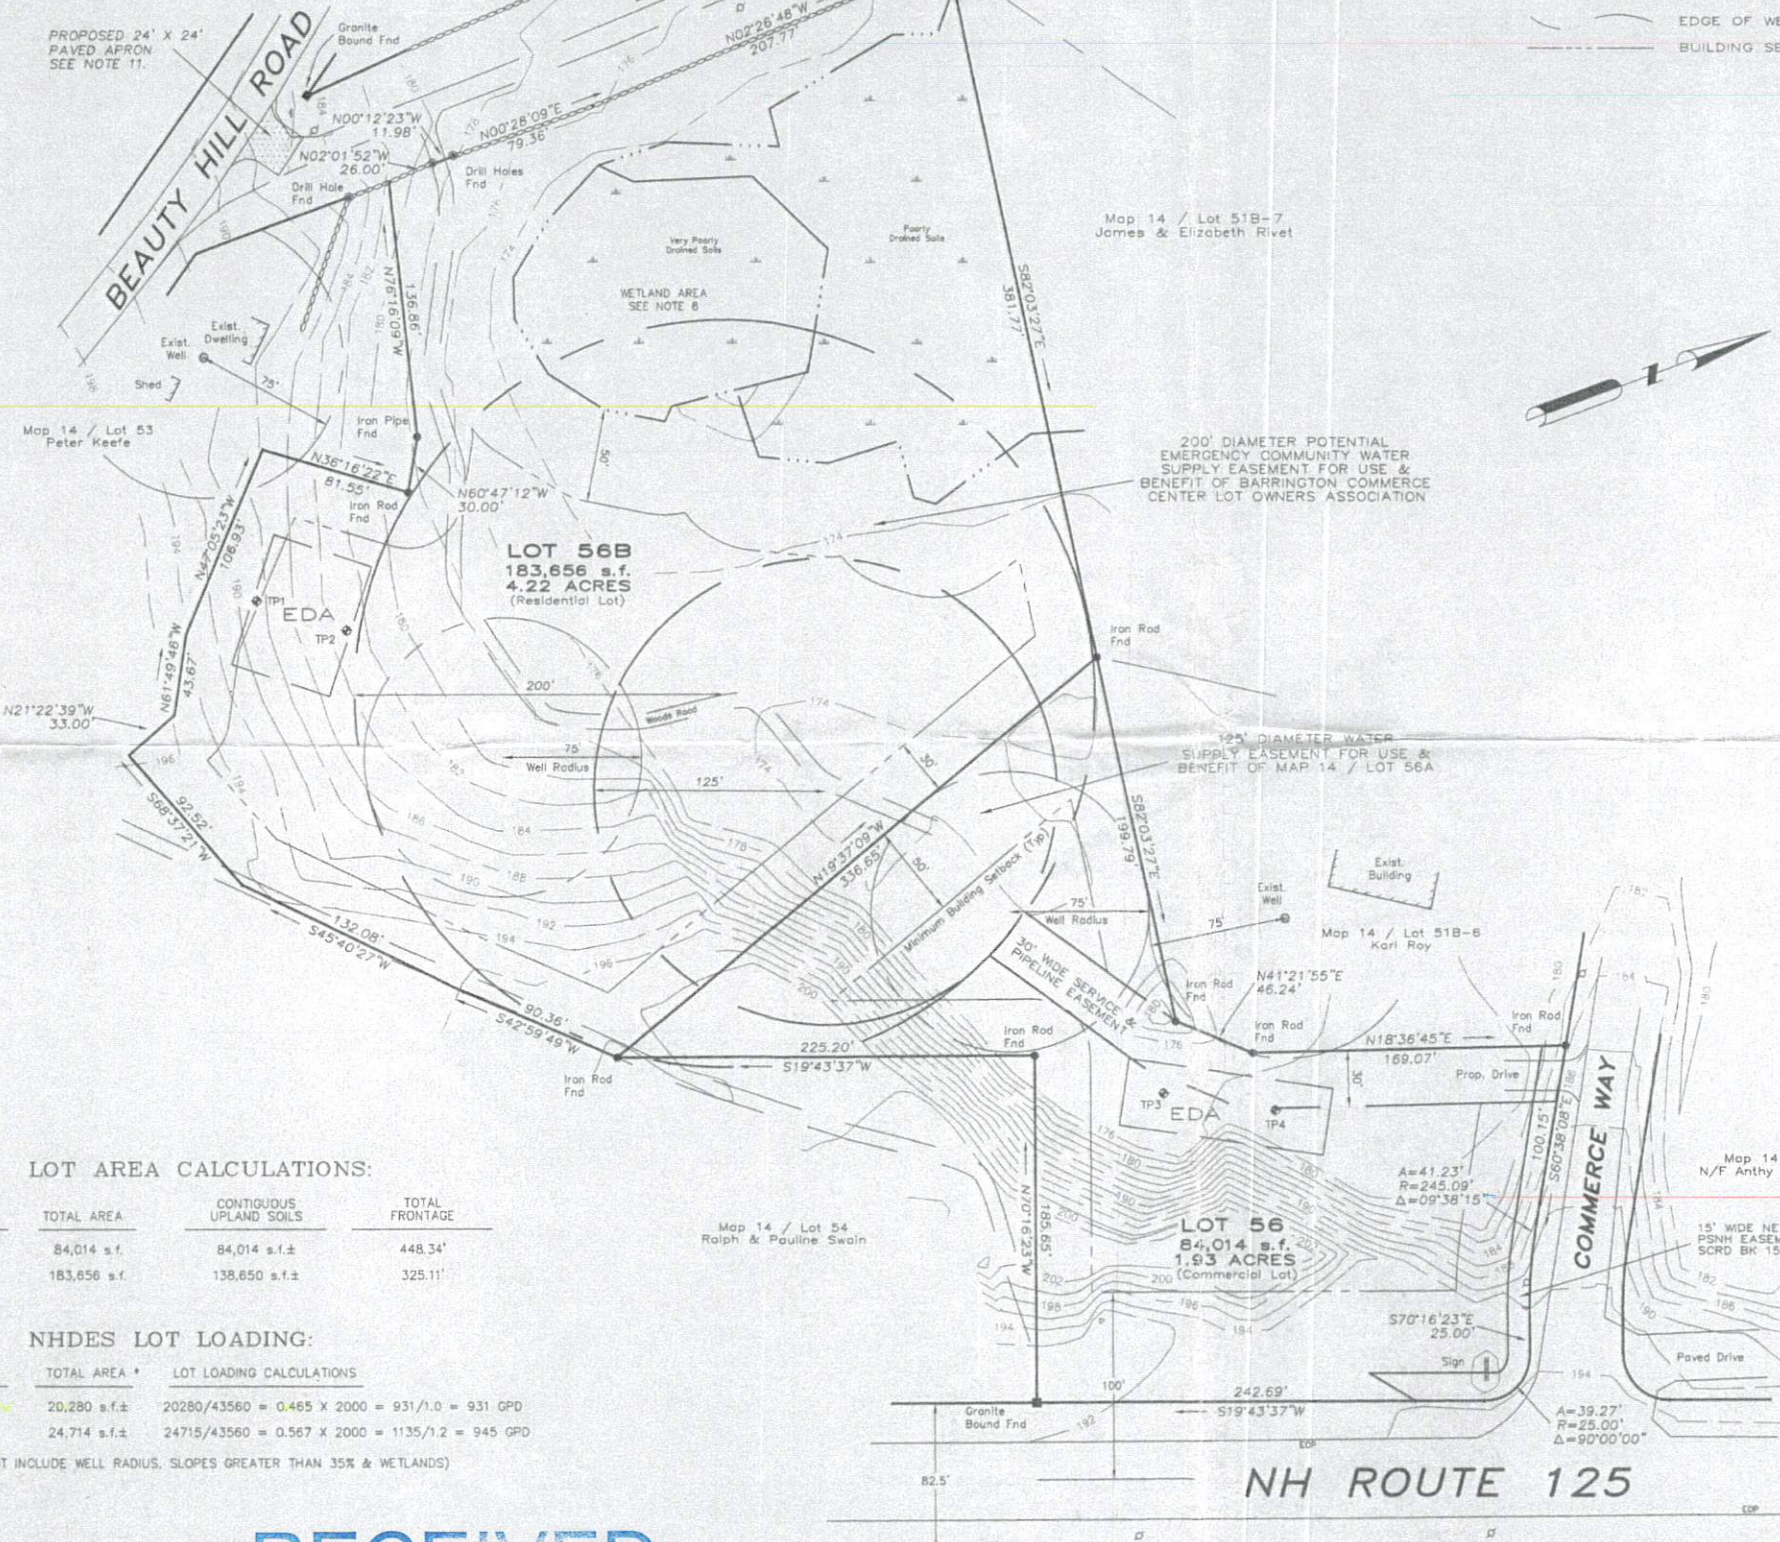 PROPOSED 24' X 24'
PAVED APRON
SEE NOTE 11.
BEAUTY HILL ROAD
Granite
Bound Fnd
N00°12'23"W
11.98'
N02°01'52"W
26.00'
Drill Hole
Fnd
Drill Holes
Fnd
N00°28'09"E
79.36'
N02°26'48"W
207.77'
EDGE OF WE
BUILDING SE
Very Poorly
Drained Soils
Poorly
Drained Soils
WETLAND AREA
SEE NOTE 6
Map 14 / Lot 51B-7
James & Elizabeth Rivet
S82°03'27"E
381.77'
N76°16'09"W
136.86'
Exist.
Dwelling
Exist.
Well
Shed
75'
Map 14 / Lot 53
Peter Keefe
Iron Pipe
Fnd
N36°16'22"E
81.55'
Iron Rod
Fnd
N60°47'12"W
30.00'
50'
200' DIAMETER POTENTIAL
EMERGENCY COMMUNITY WATER
SUPPLY EASEMENT FOR USE &
BENEFIT OF BARRINGTON COMMERCE
CENTER LOT OWNERS ASSOCIATION
LOT 56B
183,656 s.f.
4.22 ACRES
(Residential Lot)
N47°05'23"W
106.93'
TP1
EDA
TP2
N61°49'46"W
43.67'
N21°22'39"W
33.00'
200'
Woods Road
75'
Well Radius
125'
Iron Rod
Fnd
125' DIAMETER WATER
SUPPLY EASEMENT FOR USE &
BENEFIT OF MAP 14 / LOT 56A
92.52'
S68°37'21"W
132.08'
S45°40'27"W
90.36'
S42°59'49"W
N19°37'09"W
336.65'
30'
50'
Minimum Building Setback (Typ)
S82°03'27"E
199.79'
75'
Well Radius
Exist.
Building
Exist.
Well
75'
Map 14 / Lot 51B-6
Karl Roy
30' WIDE SERVICE &
PIPELINE EASEMENT
Iron Rod
Fnd
N41°21'55"E
46.24'
Iron Rod
Fnd
Iron Rod
Fnd
Iron Rod
Fnd
N18°36'45"E
169.07'
225.20'
S19°43'37"W
Iron Rod
Fnd
30'
Prop. Drive
TP3
EDA
TP4
COMMERCE WAY
100.15'
S60°38'08"E
A=41.23'
R=245.09'
Δ=09°38'15"
Map 14
N/F Anthy
15' WIDE NE
PSNH EASEM
SCRD BK 15
LOT AREA CALCULATIONS:
TOTAL AREA
CONTIGUOUS
UPLAND SOILS
TOTAL
FRONTAGE
84,014 s.f. 84,014 s.f.± 448.34'
183,656 s.f. 138,650 s.f.± 325.11'
Map 14 / Lot 54
Ralph & Pauline Swain
N70°16'23"W
185.65'
LOT 56
84,014 s.f.
1.93 ACRES
(Commercial Lot)
S70°16'23"E
25.00'
Sign
Paved Drive
NHDES LOT LOADING:
TOTAL AREA * LOT LOADING CALCULATIONS
20,280 s.f.± 20280/43560 = 0.465 X 2000 = 931/1.0 = 931 GPD
24,714 s.f.± 24715/43560 = 0.567 X 2000 = 1135/1.2 = 945 GPD
T INCLUDE WELL RADIUS, SLOPES GREATER THAN 35% & WETLANDS)
Granite
Bound Fnd
100'
242.69'
S19°43'37"W
A=39.27'
R=25.00'
Δ=90°00'00"
EOP
82.5'
NH ROUTE 125
EOP
RECEIVED